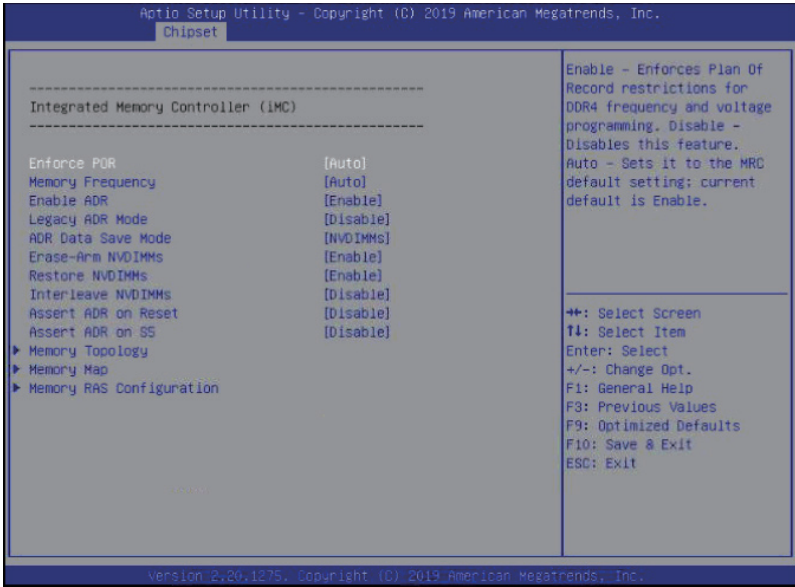 Aptio Setup Utility - Copyright (C) 2019 American Megatrends, Inc.
Chipset
------------------------------------------------
Integrated Memory Controller (iMC)
------------------------------------------------
Enforce POR [Auto]
Memory Frequency [Auto]
Enable ADR [Enable]
Legacy ADR Mode [Disable]
ADR Data Save Mode [NVDIMMs]
Erase-Arm NVDIMMs [Enable]
Restore NVDIMMs [Enable]
Interleave NVDIMMs [Disable]
Assert ADR on Reset [Disable]
Assert ADR on S5 [Disable]
Memory Topology
Memory Map
Memory RAS Configuration
Enable - Enforces Plan Of
Record restrictions for
DDR4 frequency and voltage
programming. Disable -
Disables this feature.
Auto - Sets it to the MRC
default setting; current
default is Enable.
→←: Select Screen
↑↓: Select Item
Enter: Select
+/-: Change Opt.
F1: General Help
F3: Previous Values
F9: Optimized Defaults
F10: Save & Exit
ESC: Exit
Version 2.20.1275. Copyright (C) 2019 American Megatrends, Inc.